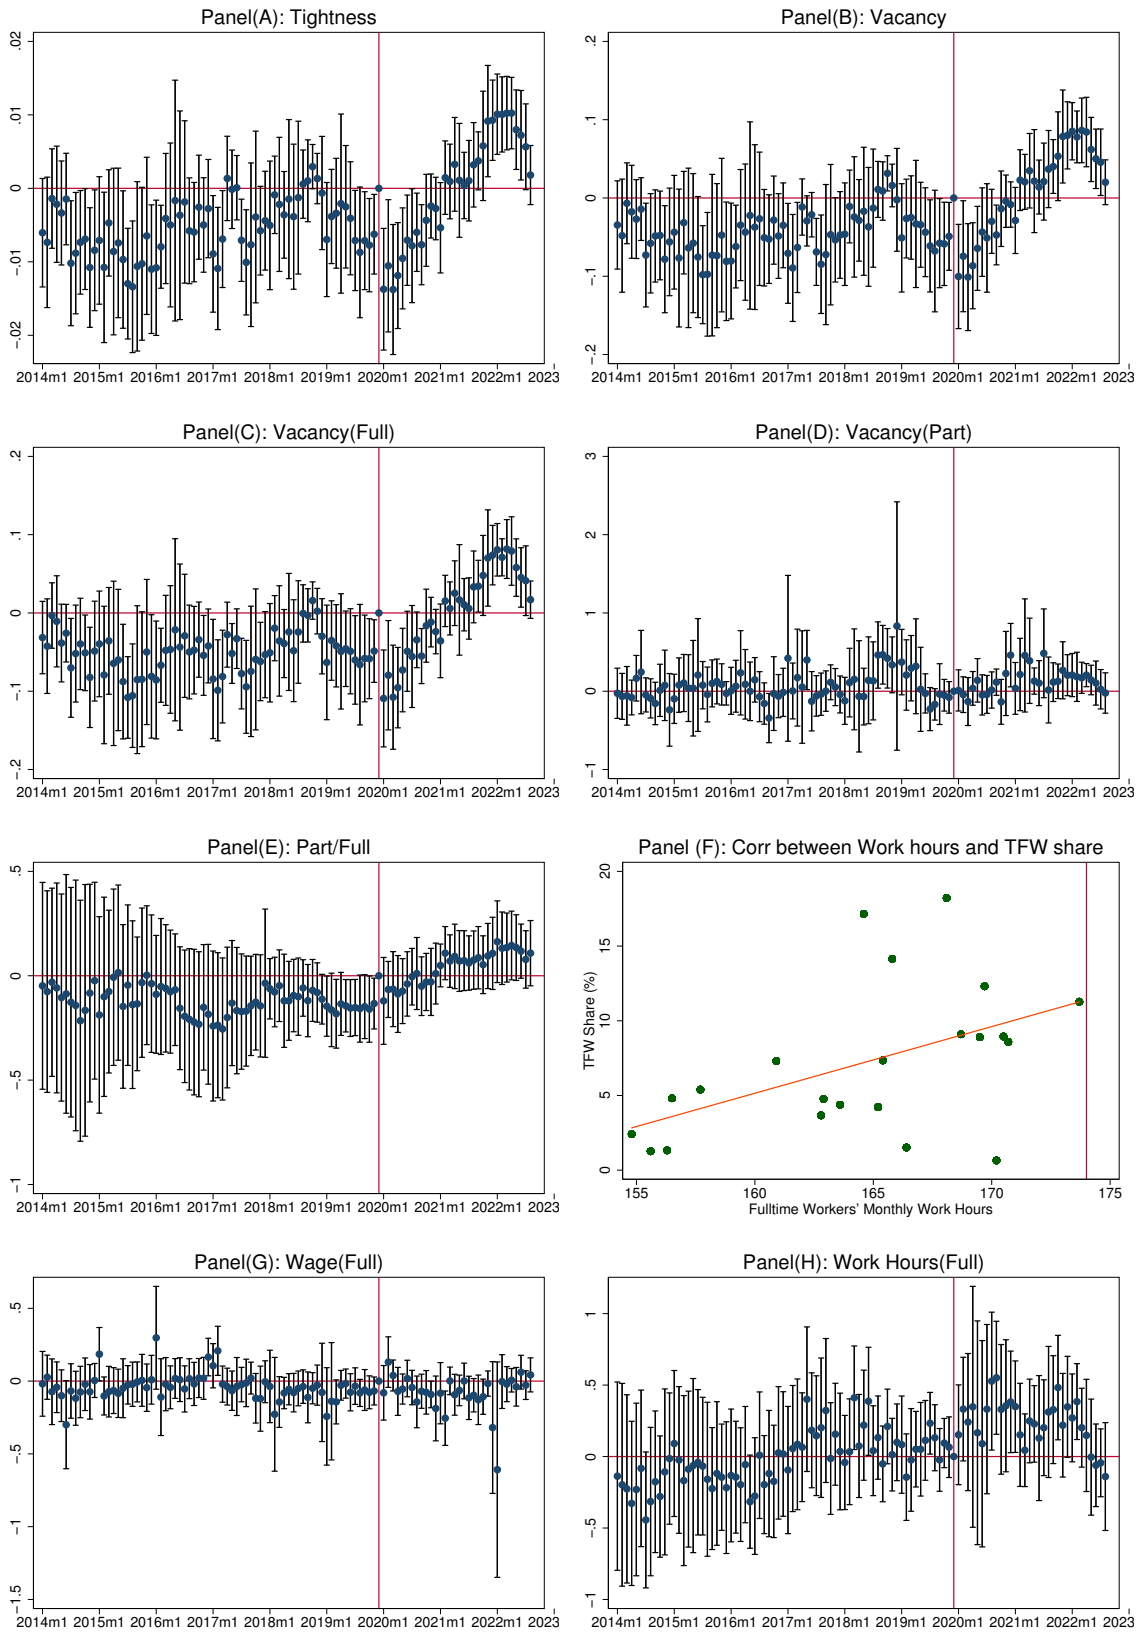 Panel(A): Tightness
.02
.01
0
-.01
-.02
2014m1 2015m1 2016m1 2017m1 2018m1 2019m1 2020m1 2021m1 2022m1 2023
Panel(B): Vacancy
.2
.1
0
-.1
-.2
2014m1 2015m1 2016m1 2017m1 2018m1 2019m1 2020m1 2021m1 2022m1 2023
Panel(C): Vacancy(Full)
.2
.1
0
-.1
-.2
2014m1 2015m1 2016m1 2017m1 2018m1 2019m1 2020m1 2021m1 2022m1 2023
Panel(D): Vacancy(Part)
3
2
1
0
-1
2014m1 2015m1 2016m1 2017m1 2018m1 2019m1 2020m1 2021m1 2022m1 2023
Panel(E): Part/Full
.5
0
-.5
-1
2014m1 2015m1 2016m1 2017m1 2018m1 2019m1 2020m1 2021m1 2022m1 2023
Panel (F): Corr between Work hours and TFW share
TFW Share (%)
20
15
10
5
0
155 160 165 170 175
Fulltime Workers' Monthly Work Hours
Panel(G): Wage(Full)
.5
0
-.5
-1
-1.5
2014m1 2015m1 2016m1 2017m1 2018m1 2019m1 2020m1 2021m1 2022m1 2023
Panel(H): Work Hours(Full)
1
.5
0
-.5
-1
2014m1 2015m1 2016m1 2017m1 2018m1 2019m1 2020m1 2021m1 2022m1 2023